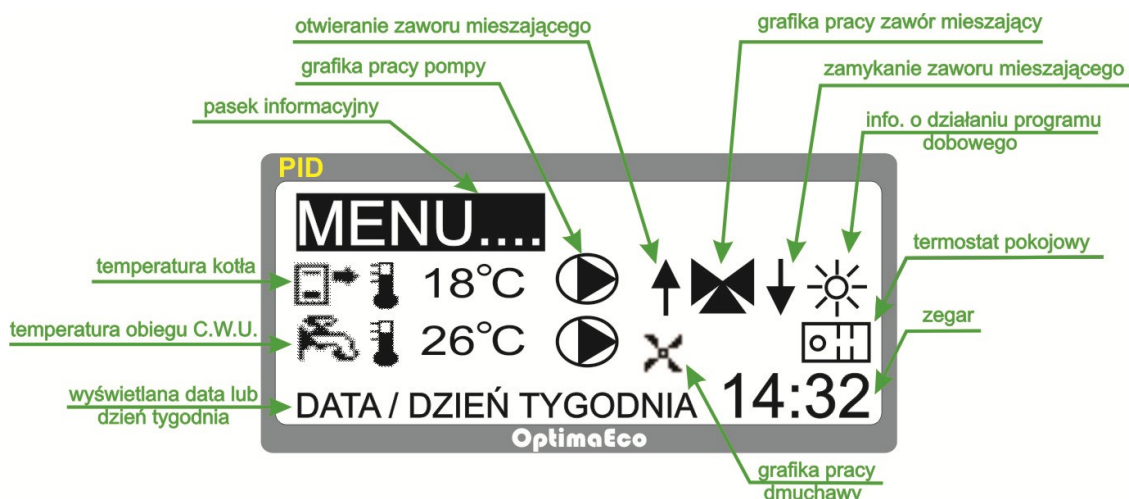 otwieranie zaworu mieszającego
grafika pracy zawór mieszający
grafika pracy pompy
zamykanie zaworu mieszającego
pasek informacyjny
info. o działaniu programu
dobowego
PID
MENU....
termostat pokojowy
temperatura kotła
18°C
zegar
temperatura obiegu C.W.U.
26°C
wyświetlana data lub
dzień tygodnia
DATA / DZIEŃ TYGODNIA 14:32
OptimaEco
grafika pracy
dmuchawy